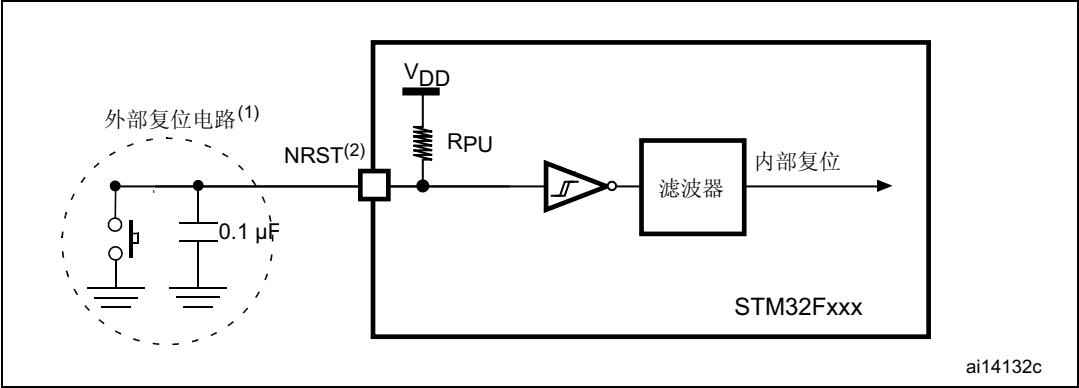 VDD
外部复位电路(1)
NRST(2)
RPU
内部复位
滤波器
0.1 µF
STM32Fxxx
ai14132c